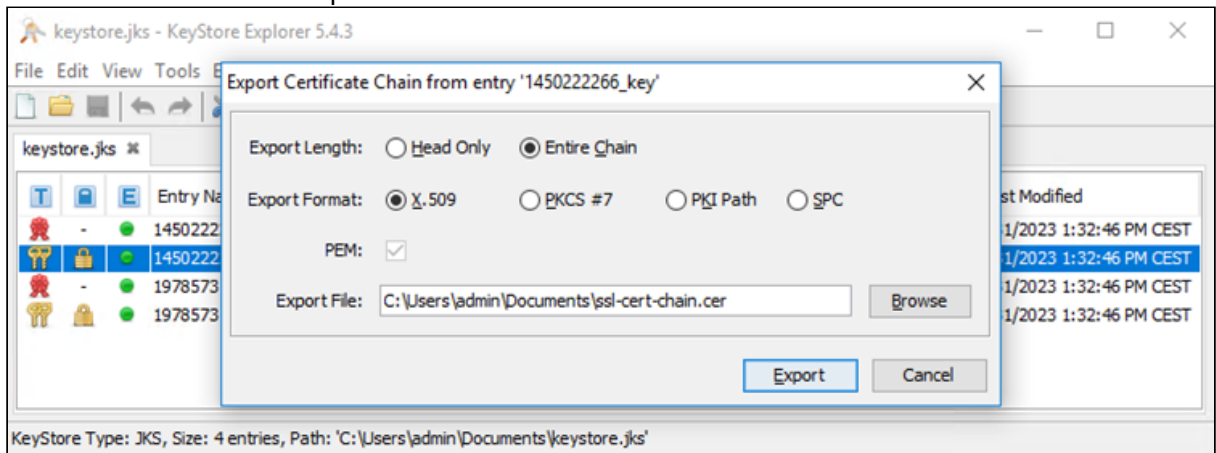 keystore.jks - KeyStore Explorer 5.4.3
File Edit View Tools
Export Certificate Chain from entry '1450222266_key'
keystore.jks
Export Length: Head Only Entire Chain
T E Entry
Export Format: X.509 PKCS #7 PKI Path SPC
Modified
1450222 1/2023 1:32:46 PM CEST
PEM:
1450222 1/2023 1:32:46 PM CEST
1978573 1/2023 1:32:46 PM CEST
Export File: C:\Users\admin\Documents\ssl-cert-chain.cer Browse
1978573 1/2023 1:32:46 PM CEST
Export Cancel
KeyStore Type: JKS, Size: 4 entries, Path: 'C:\Users\admin\Documents\keystore.jks'